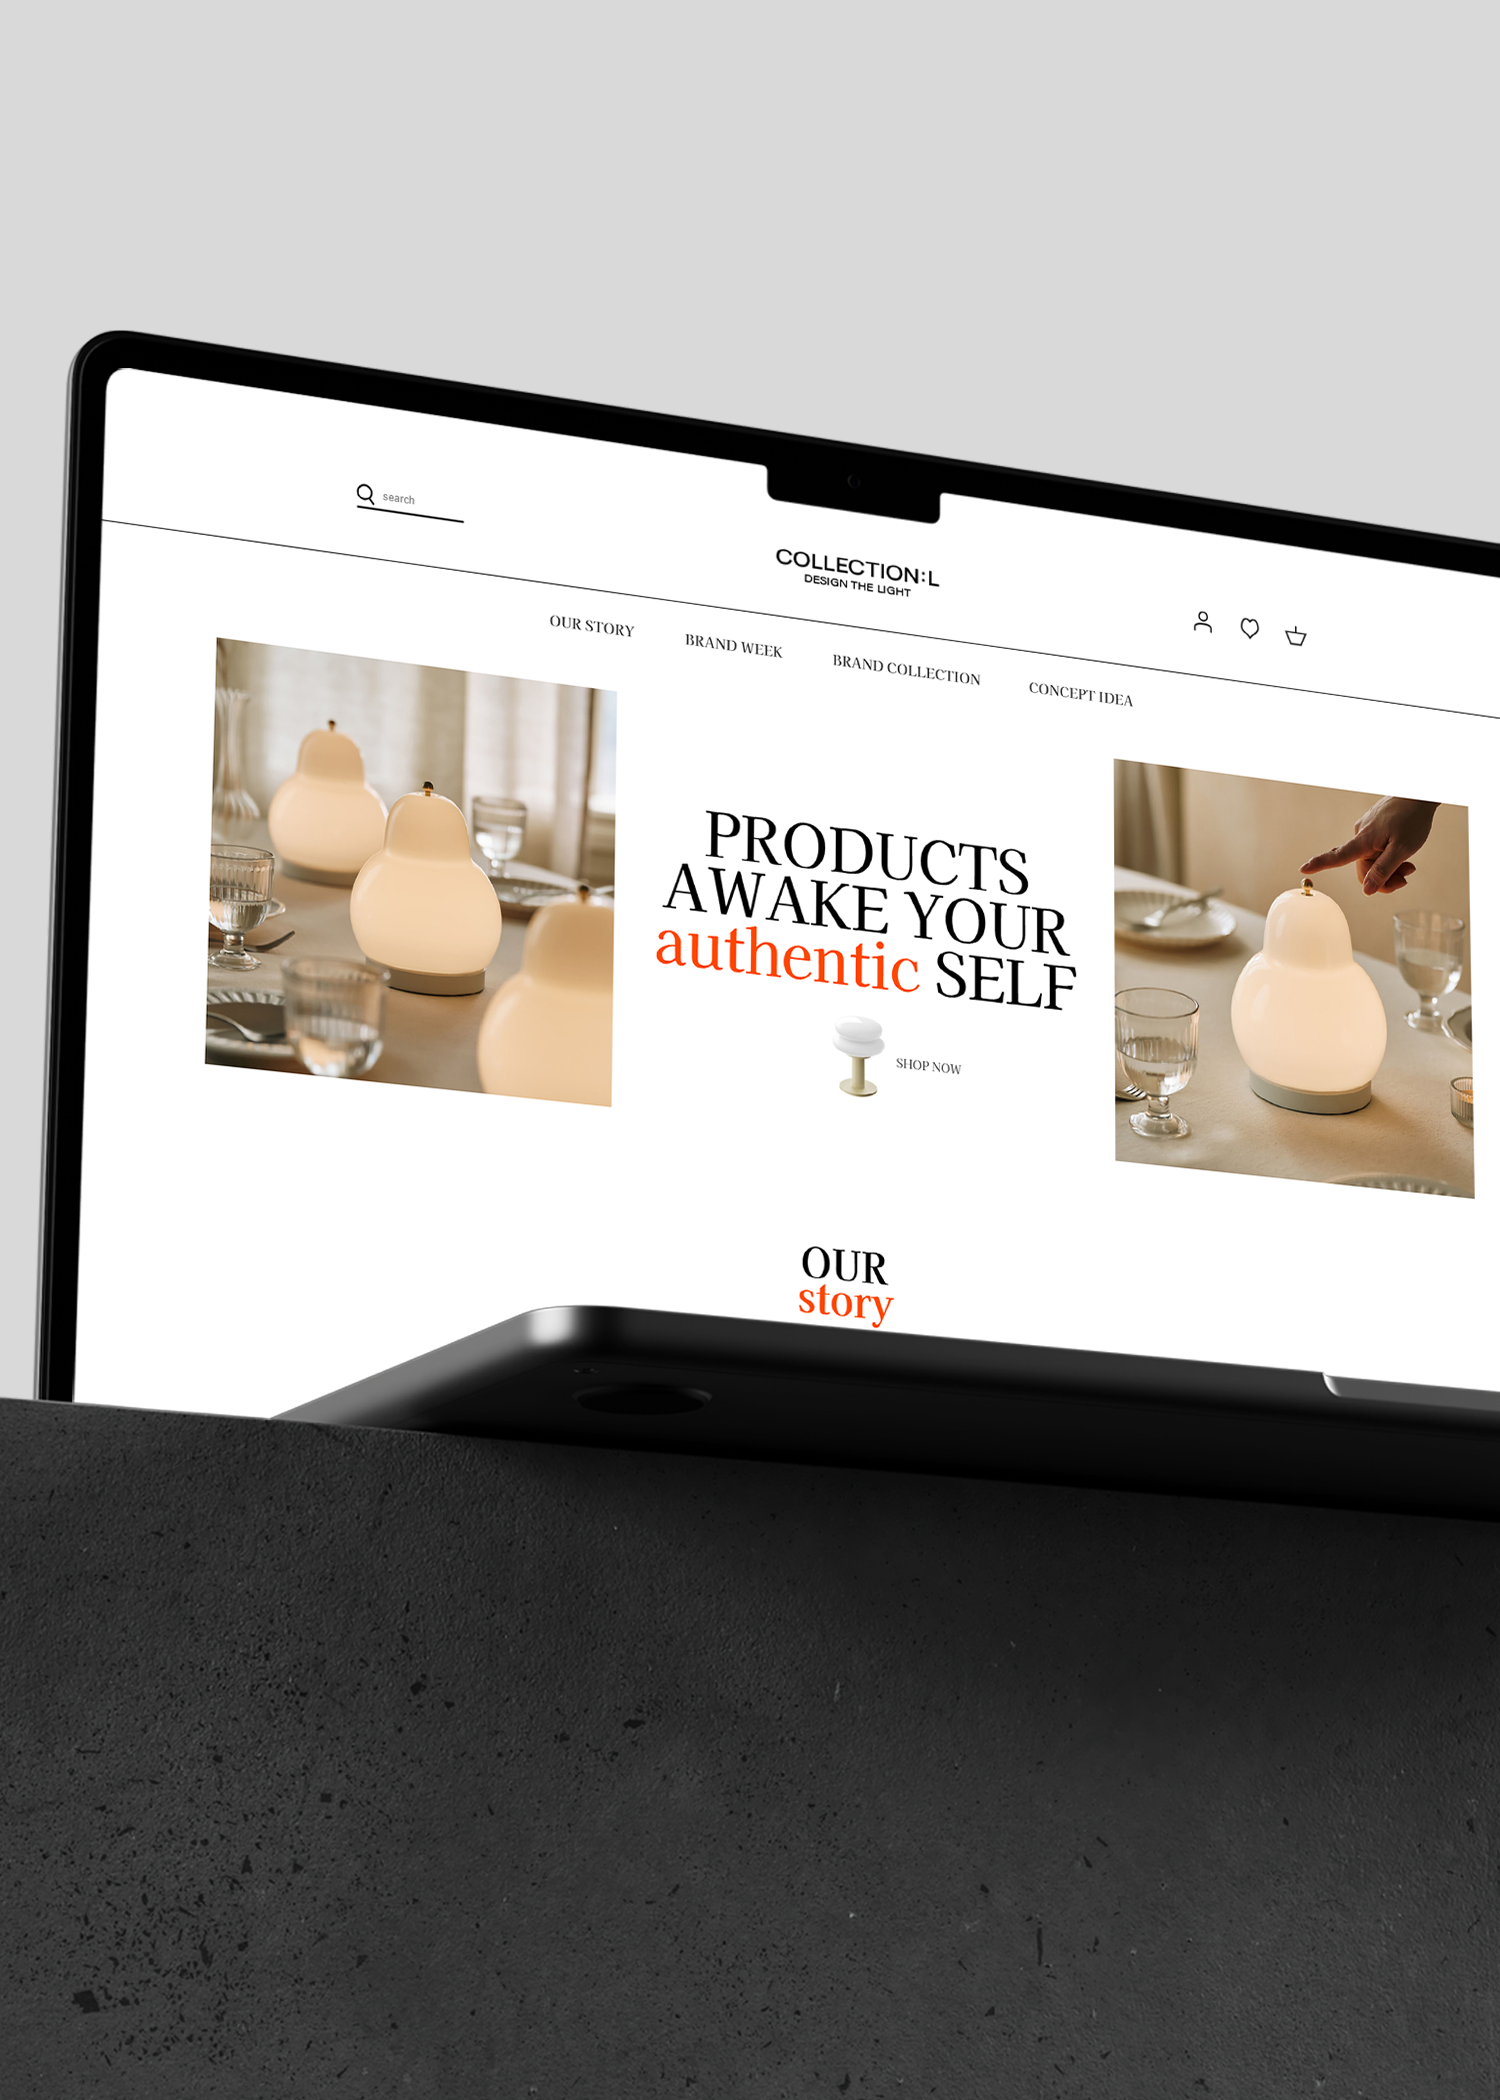 search
COLLECTION:L
DESIGN THE LIGHT
OUR STORY
BRAND WEEK
BRAND COLLECTION
CONCEPT IDEA
PRODUCTS
AWAKE YOUR
authentic SELF
SHOP NOW
OUR
story